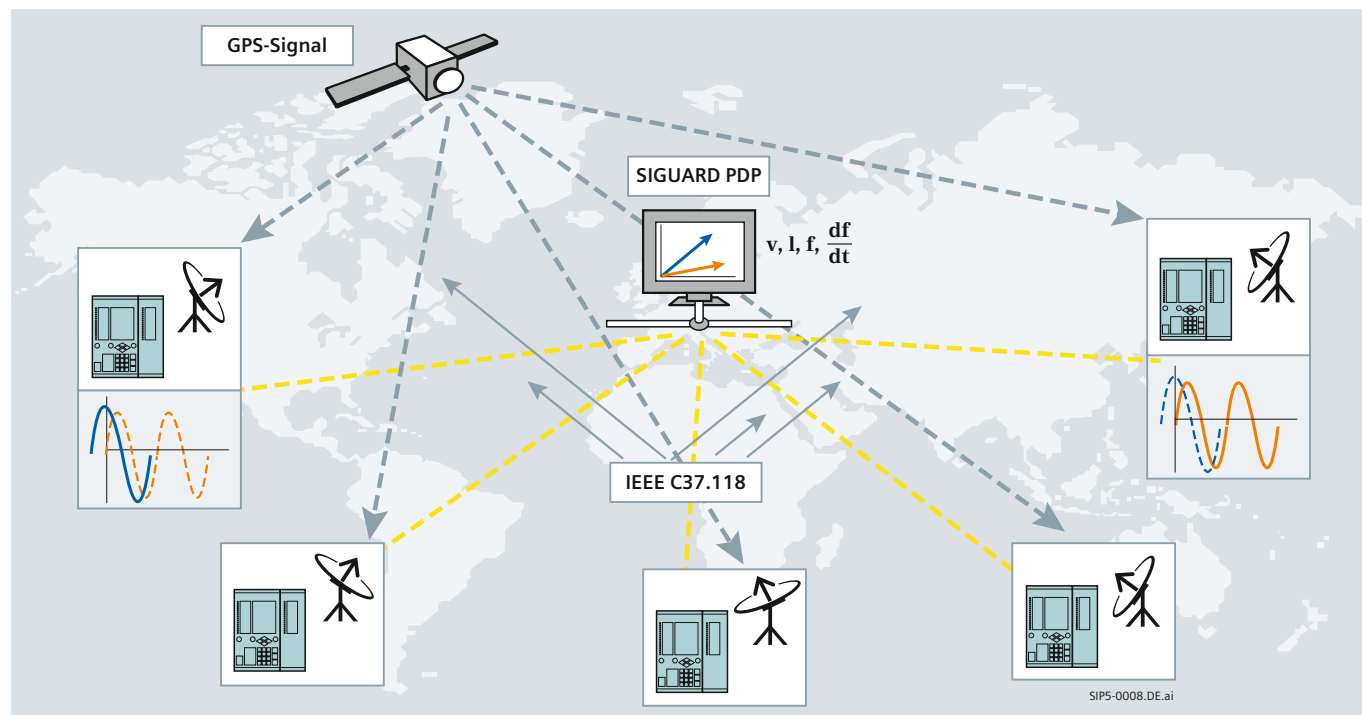 GPS-Signal
SIGUARD PDP
v, l, f, df/dt
IEEE C37.118
SIP5-0008.DE.ai